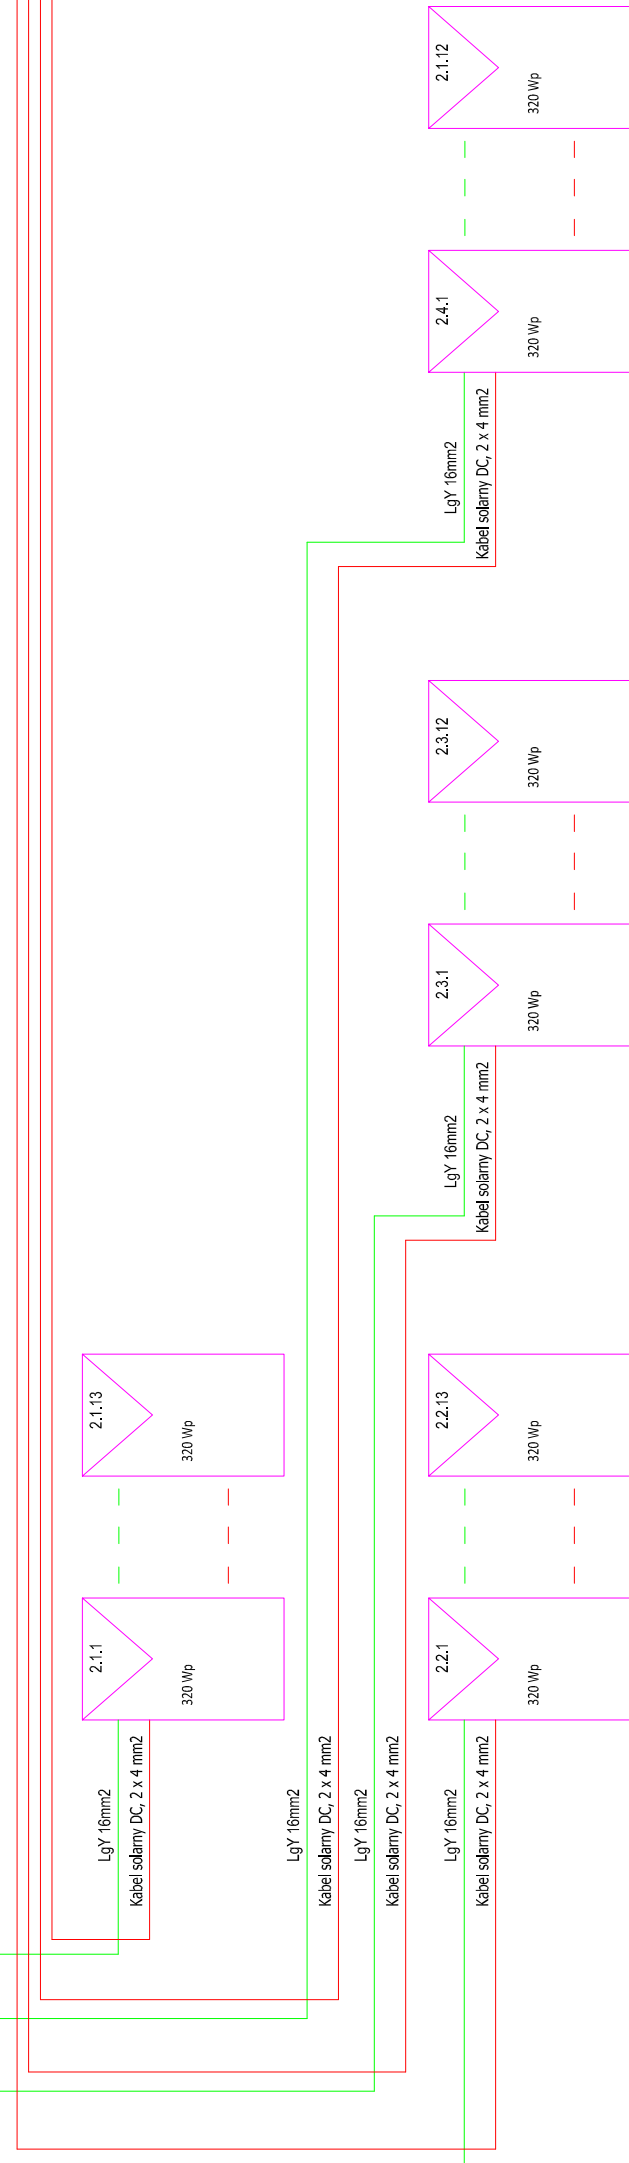 2.1.12
320 Wp
2.4.1
320 Wp
LgY 16mm2
Kabel solarny DC, 2 x 4 mm2
2.3.12
320 Wp
2.3.1
320 Wp
LgY 16mm2
Kabel solarny DC, 2 x 4 mm2
2.1.13
320 Wp
2.2.13
320 Wp
2.1.1
320 Wp
2.2.1
320 Wp
LgY 16mm2
Kabel solarny DC, 2 x 4 mm2
LgY 16mm2
Kabel solarny DC, 2 x 4 mm2
LgY 16mm2
Kabel solarny DC, 2 x 4 mm2
LgY 16mm2
Kabel solarny DC, 2 x 4 mm2